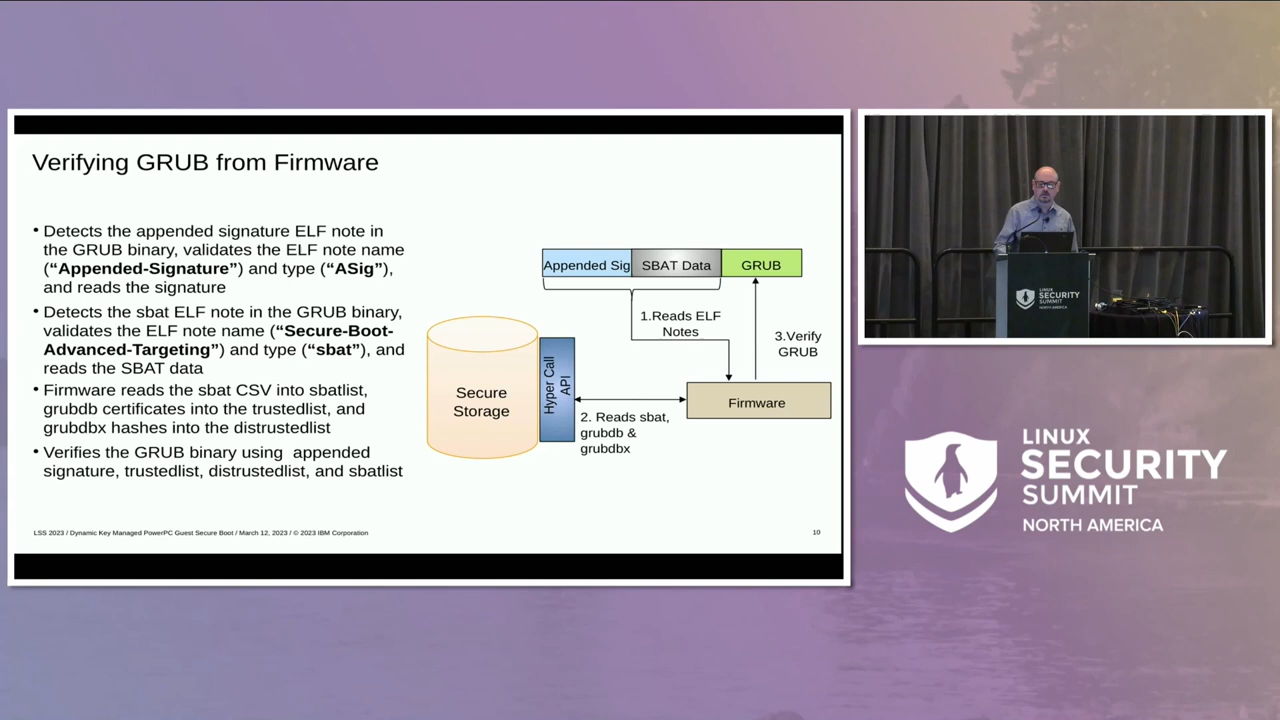 Verifying GRUB from Firmware
• Detects the appended signature ELF note in
the GRUB binary, validates the ELF note name
(“Appended-Signature”) and type (“ASig”),
and reads the signature
• Detects the sbat ELF note in the GRUB binary,
validates the ELF note name (“Secure-Boot-
Advanced-Targeting”) and type (“sbat”), and
reads the SBAT data
• Firmware reads the sbat CSV into sbatlist,
grubdb certificates into the trustedlist, and
grubdbx hashes into the distrustedlist
• Verifies the GRUB binary using appended
signature, trustedlist, distrustedlist, and sbatlist
Appended Sig
SBAT Data
GRUB
1.Reads ELF
Notes
3.Verify
GRUB
Secure
Storage
Hyper Call
API
Firmware
2. Reads sbat,
grubdb &
grubdbx
LSS 2023 / Dynamic Key Managed PowerPC Guest Secure Boot / March 12, 2023 / © 2023 IBM Corporation
10
LINUX
SECURITY
SUMMIT
NORTH AMERICA
LINUX
SECURITY
SUMMIT
NORTH AMERICA